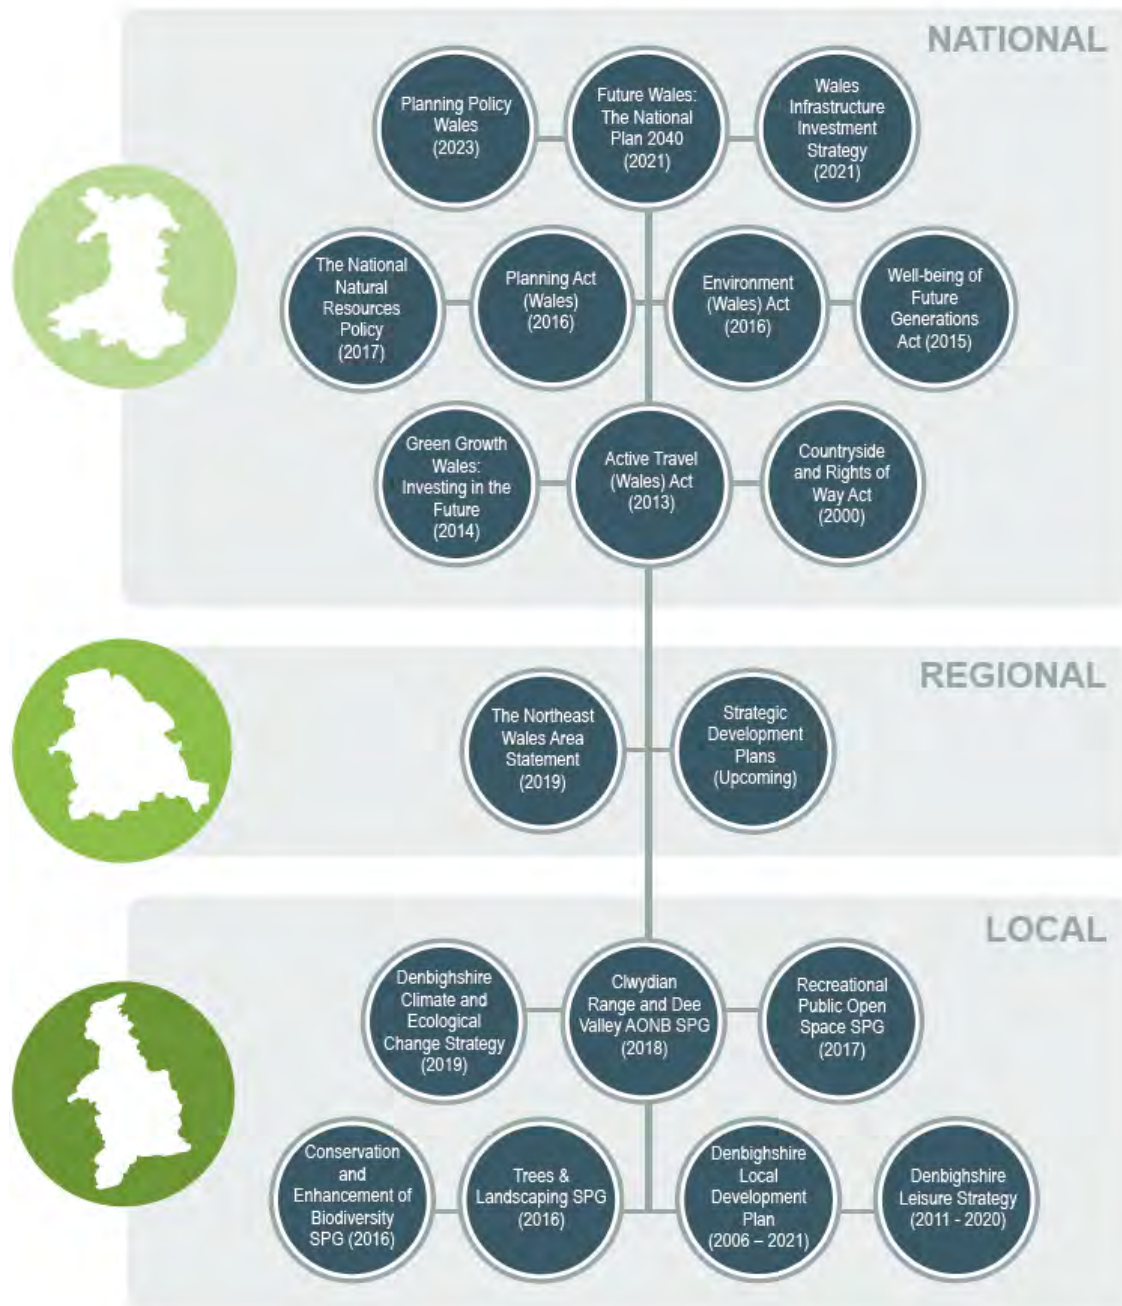 NATIONAL
Planning Policy
Wales
(2023)
Future Wales:
The National
Plan 2040
(2021)
Wales
Infrastructure
Investment
Strategy
(2021)
The National
Natural
Resources
Policy
(2017)
Planning Act
(Wales)
(2016)
Environment
(Wales) Act
(2016)
Well-being of
Future
Generations
Act (2015)
Green Growth
Wales:
Investing in the
Future
(2014)
Active Travel
(Wales) Act
(2013)
Countryside
and Rights of
Way Act
(2000)
REGIONAL
The Northeast
Wales Area
Statement
(2019)
Strategic
Development
Plans
(Upcoming)
LOCAL
Denbighshire
Climate and
Ecological
Change Strategy
(2019)
Clwydian
Range and Dee
Valley AONB SPG
(2018)
Recreational
Public Open
Space SPG
(2017)
Conservation
and
Enhancement of
Biodiversity
SPG (2016)
Trees &
Landscaping SPG
(2016)
Denbighshire
Local
Development
Plan
(2006 – 2021)
Denbighshire
Leisure Strategy
(2011 - 2020)